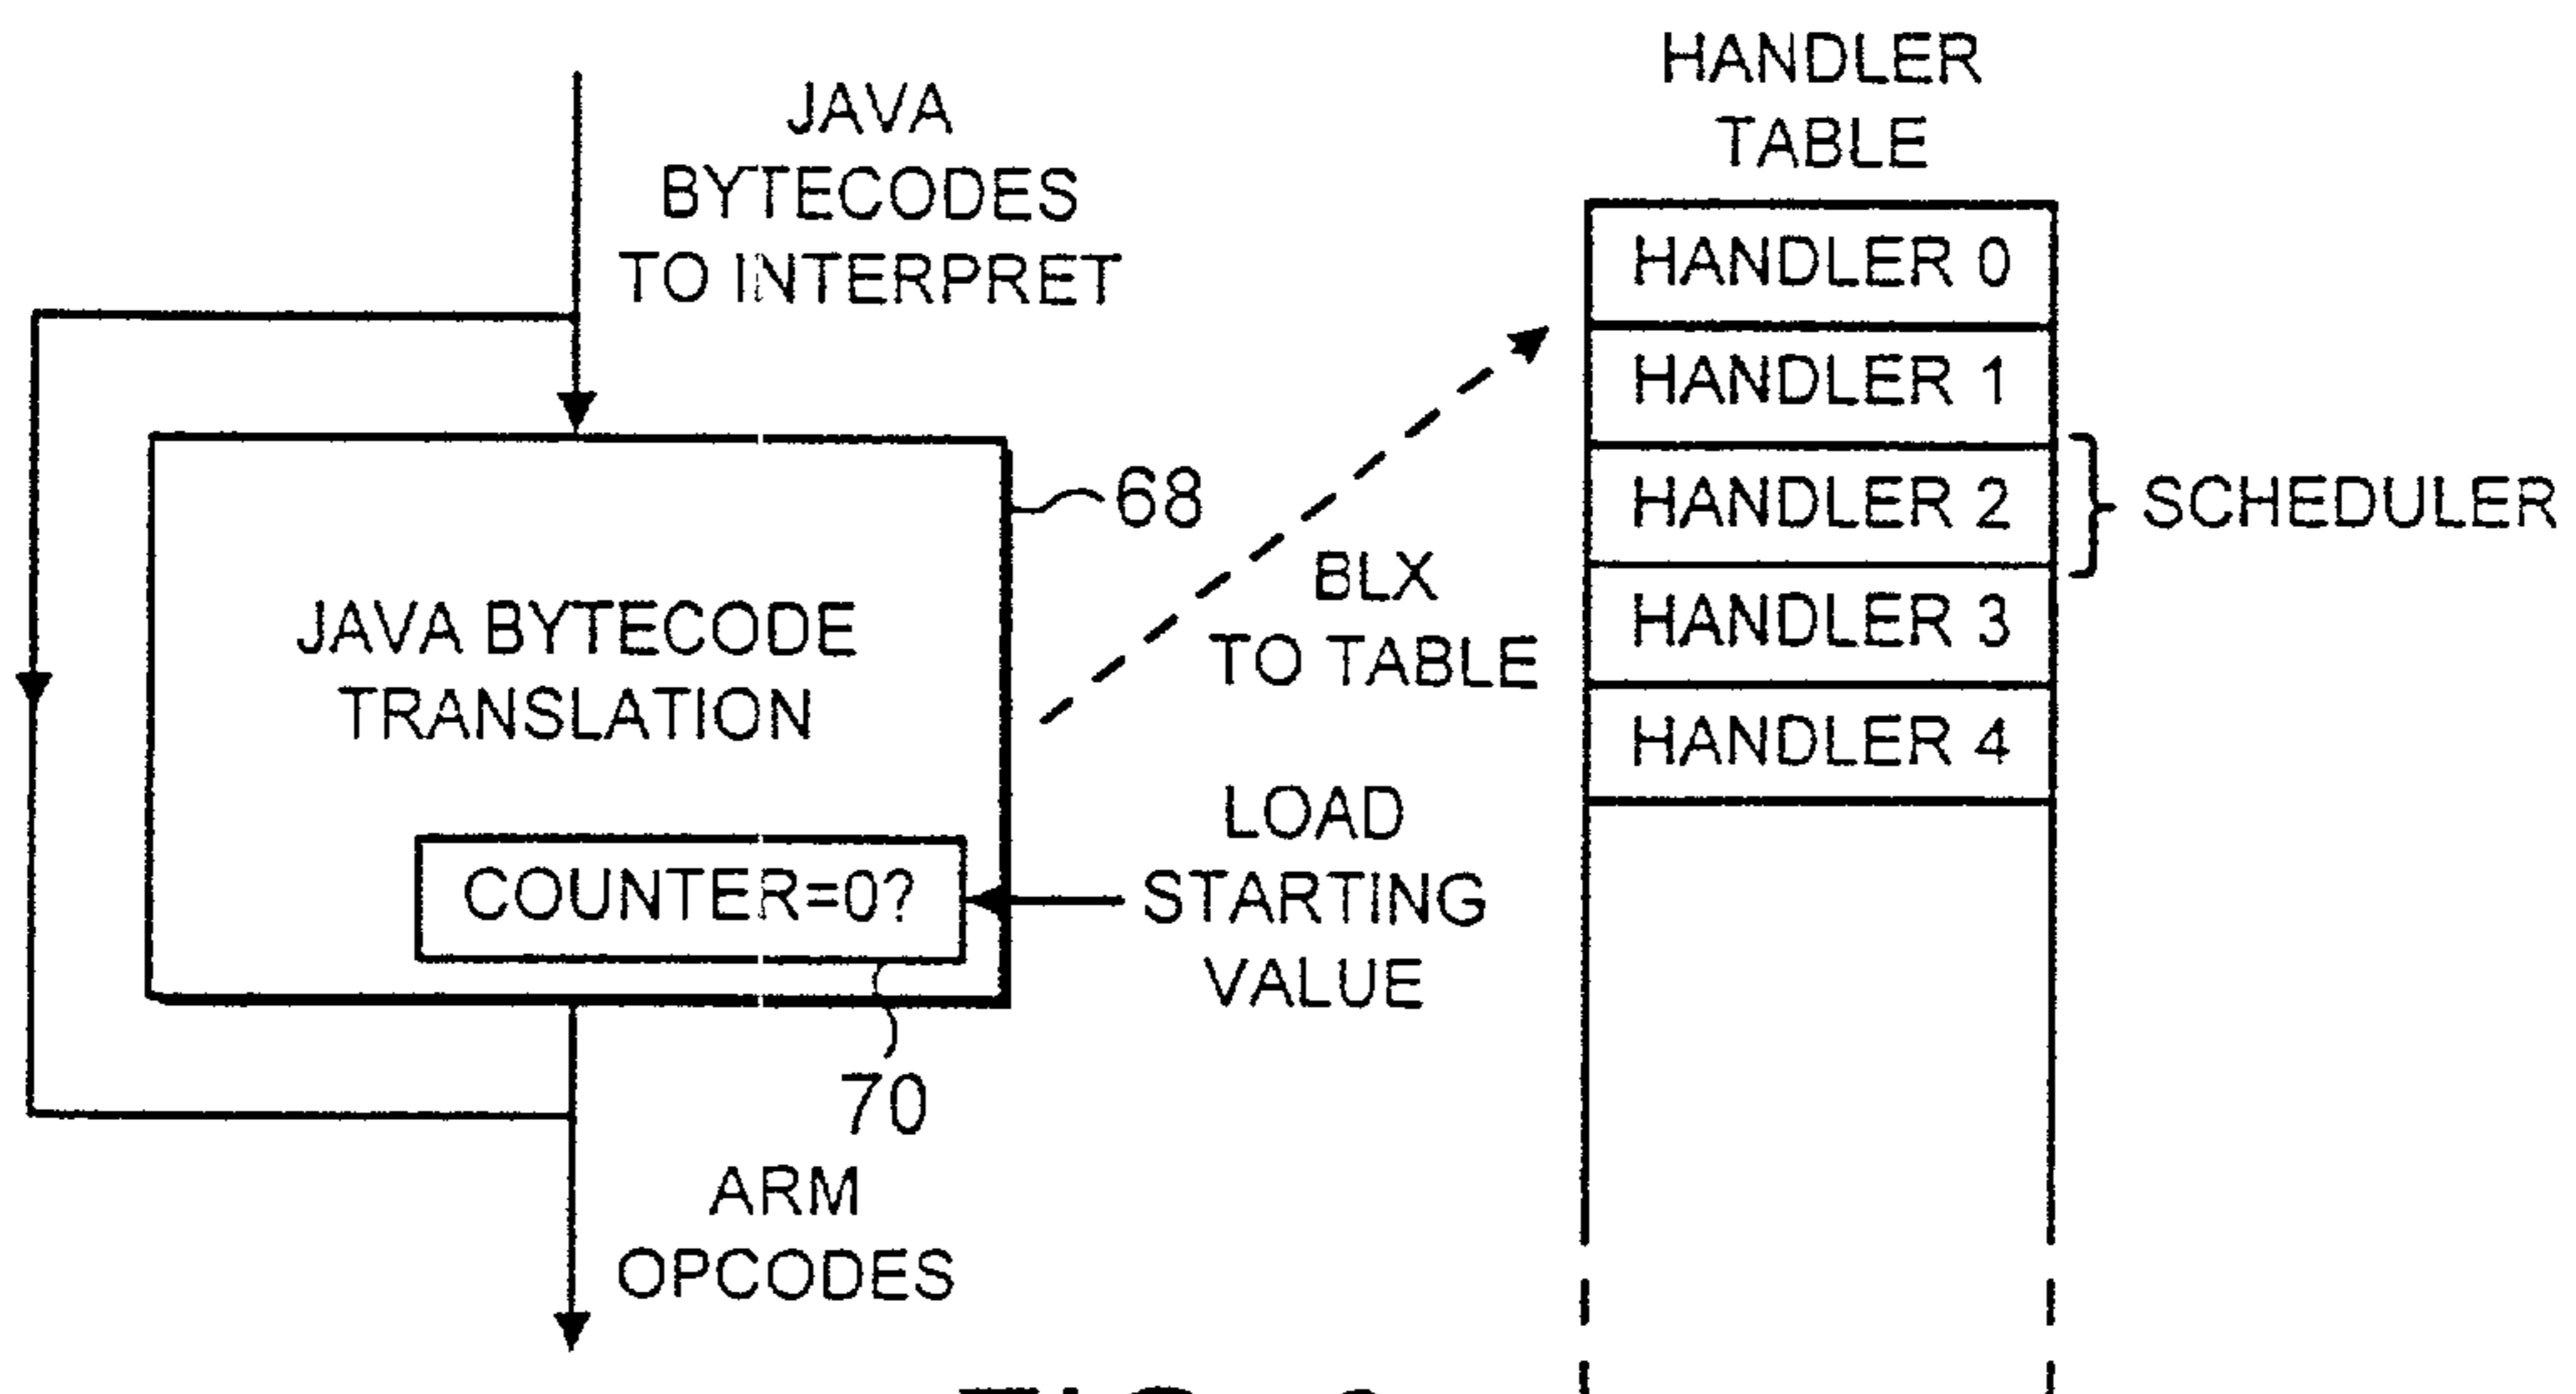 JAVA
BYTECODES
TO INTERPRET
68
JAVA BYTECODE
TRANSLATION
COUNTER=0?
70
ARM
OPCODES
BLX
TO TABLE
LOAD
STARTING
VALUE
HANDLER
TABLE
HANDLER 0
HANDLER 1
HANDLER 2
HANDLER 3
HANDLER 4
SCHEDULER